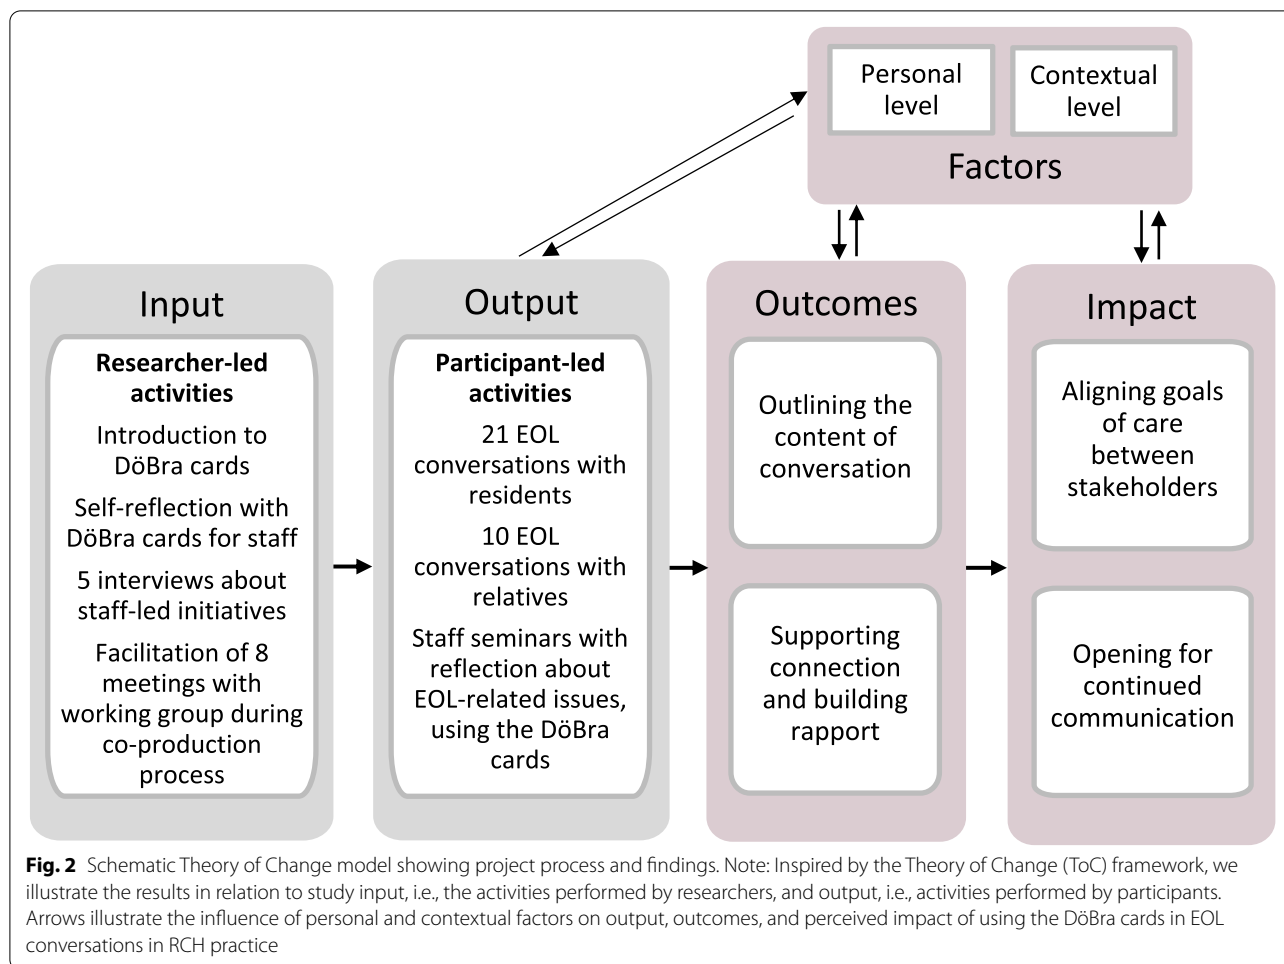 Personal
level
Contextual
level
Factors
Input
Researcher-led
activities
Introduction to
DöBra cards
Self-reflection with
DöBra cards for staff
5 interviews about
staff-led initiatives
Facilitation of 8
meetings with
working group during
co-production
process
Output
Participant-led
activities
21 EOL
conversations with
residents
10 EOL
conversations with
relatives
Staff seminars with
reflection about
EOL-related issues,
using the DöBra
cards
Outcomes
Outlining the
content of
conversation
Supporting
connection
and building
rapport
Impact
Aligning goals
of care
between
stakeholders
Opening for
continued
communication
Fig. 2 Schematic Theory of Change model showing project process and findings. Note: Inspired by the Theory of Change (ToC) framework, we
illustrate the results in relation to study input, i.e., the activities performed by researchers, and output, i.e., activities performed by participants.
Arrows illustrate the influence of personal and contextual factors on output, outcomes, and perceived impact of using the DöBra cards in EOL
conversations in RCH practice